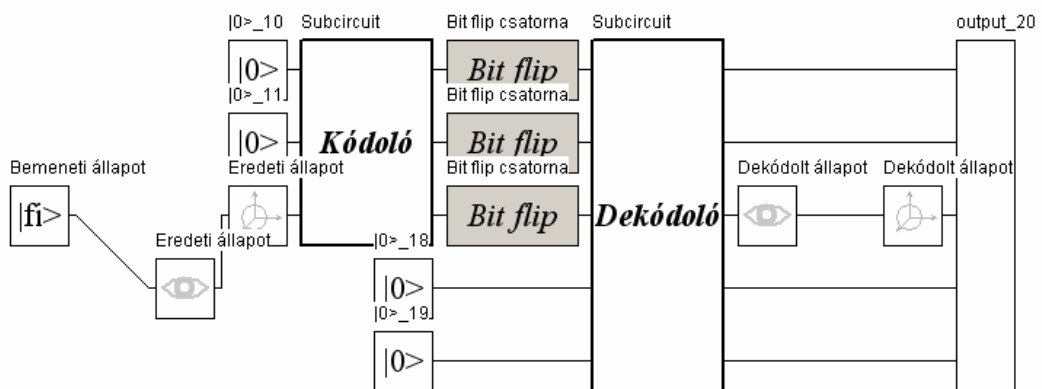 |0>_10 Subcircuit Bit flip csatorna Subcircuit output_20
|0> Bit flip
|0>_11 Bit flip csatorna
|0> Kódoló Bit flip
Bemeneti állapot Eredeti állapot Bit flip csatorna Dekódolt állapot Dekódolt állapot
|fi> Bit flip Dekódoló
Eredeti állapot |0>_18
|0>
|0>_19
|0>